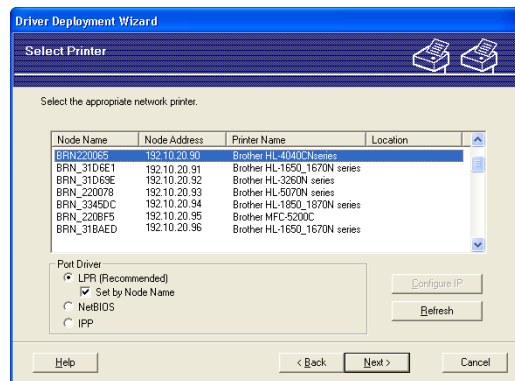 Driver Deployment Wizard
Select Printer
Select the appropriate network printer.
Node Name Node Address Printer Name Location
BRN220065 192.10.20.90 Brother HL-4040CNseries
BRN_31D6E1 192.10.20.91 Brother HL-1650_1670N series
BRN_31D69E 192.10.20.92 Brother HL-3260N series
BRN_220078 192.10.20.93 Brother HL-5070N series
BRN_3345DC 192.10.20.94 Brother HL-1850_1870N series
BRN_220BF5 192.10.20.95 Brother MFC-5200C
BRN_31BAED 192.10.20.96 Brother HL-1650_1670N series
Port Driver
LPR (Recommended)
Set by Node Name
NetBIOS
IPP
Configure IP
Refresh
Help
< Back
Next >
Cancel